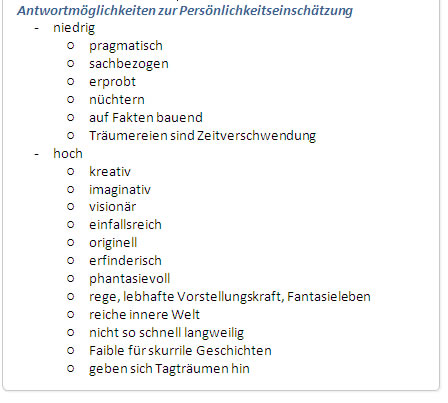 Antwortmöglichkeiten zur Persönlichkeitseinschätzung
- niedrig
o pragmatisch
o sachbezogen
o erprobt
o nüchtern
o auf Fakten bauend
o Träumereien sind Zeitverschwendung
- hoch
o kreativ
o imaginativ
o visionär
o einfallsreich
o originell
o erfinderisch
o phantasievoll
o rege, lebhafte Vorstellungskraft, Fantasieleben
o reiche innere Welt
o nicht so schnell langweilig
o Faible für skurrile Geschichten
o geben sich Tagträumen hin